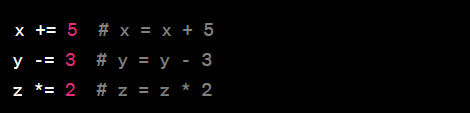 x += 5  # x = x + 5
y -= 3  # y = y - 3
z *= 2  # z = z * 2